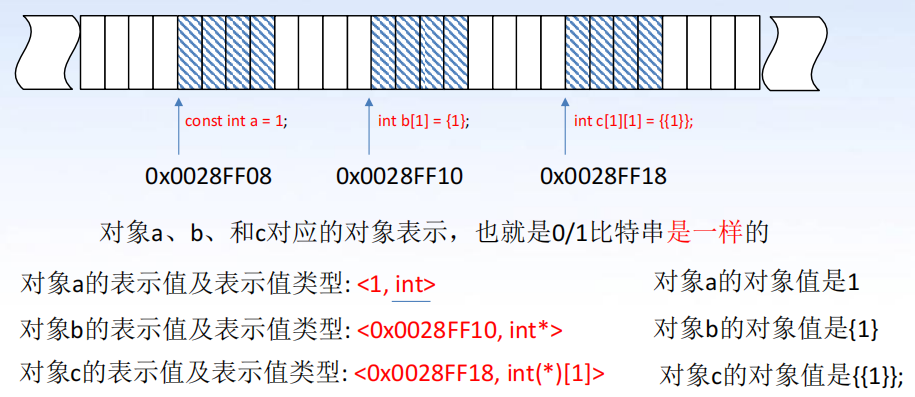 const int a = 1; int b[1] = {1}; int c[1][1] = {{1}};
0x0028FF08 0x0028FF10 0x0028FF18
对象a、b、和c对应的对象表示，也就是0/1比特串是一样的
对象a的表示值及表示值类型: <1, int> 对象a的对象值是1
对象b的表示值及表示值类型: <0x0028FF10, int*> 对象b的对象值是{1}
对象c的表示值及表示值类型: <0x0028FF18, int(*)[1]> 对象c的对象值是{{1}};